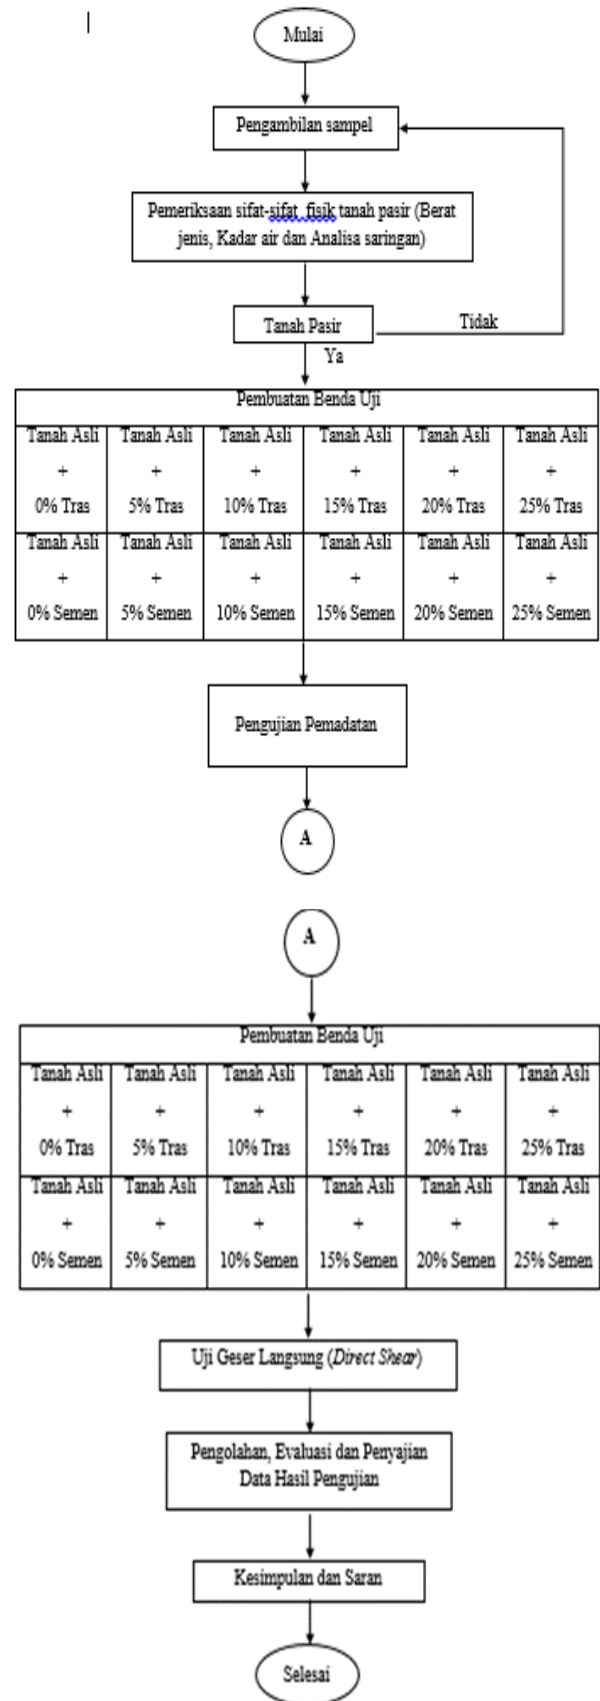 Mulai
Pengambilan sampel
Pemeriksaan sifat-sifat fisik tanah pasir (Berat
jenis, Kadar air dan Analisa saringan)
Tanah Pasir
Tidak
Ya
Pembuatan Benda Uji
Tanah Asli Tanah Asli Tanah Asli Tanah Asli Tanah Asli Tanah Asli
+ + + + + +
0% Tras 5% Tras 10% Tras 15% Tras 20% Tras 25% Tras
Tanah Asli Tanah Asli Tanah Asli Tanah Asli Tanah Asli Tanah Asli
+ + + + + +
0% Semen 5% Semen 10% Semen 15% Semen 20% Semen 25% Semen
Pengujian Pemadatan
A
A
Pembuatan Benda Uji
Tanah Asli Tanah Asli Tanah Asli Tanah Asli Tanah Asli Tanah Asli
+ + + + + +
0% Tras 5% Tras 10% Tras 15% Tras 20% Tras 25% Tras
Tanah Asli Tanah Asli Tanah Asli Tanah Asli Tanah Asli Tanah Asli
+ + + + + +
0% Semen 5% Semen 10% Semen 15% Semen 20% Semen 25% Semen
Uji Geser Langsung (Direct Shear)
Pengolahan, Evaluasi dan Penyajian
Data Hasil Pengujian
Kesimpulan dan Saran
Selesai